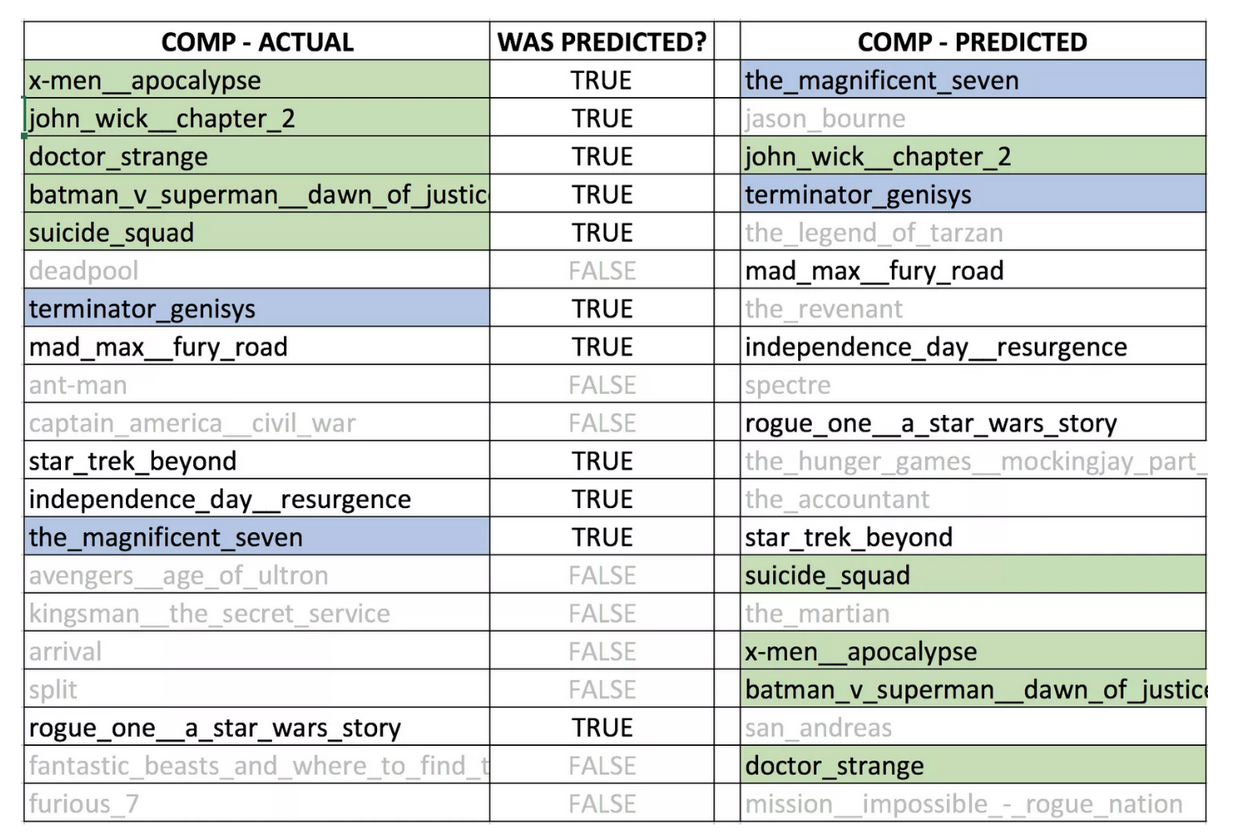 COMP - ACTUAL WAS PREDICTED? COMP - PREDICTED
x-men__apocalypse TRUE the_magnificent_seven
john_wick__chapter_2 TRUE jason_bourne
doctor_strange TRUE john_wick__chapter_2
batman_v_superman__dawn_of_justic TRUE terminator_genisys
suicide_squad TRUE the_legend_of_tarzan
deadpool FALSE mad_max__fury_road
terminator_genisys TRUE the_revenant
mad_max__fury_road TRUE independence_day__resurgence
ant-man FALSE spectre
captain_america__civil_war FALSE rogue_one__a_star_wars_story
star_trek_beyond TRUE the_hunger_games__mockingjay_part_
independence_day__resurgence TRUE the_accountant
the_magnificent_seven TRUE star_trek_beyond
avengers__age_of_ultron FALSE suicide_squad
kingsman__the_secret_service FALSE the_martian
arrival FALSE x-men__apocalypse
split FALSE batman_v_superman__dawn_of_justice
rogue_one__a_star_wars_story TRUE san_andreas
fantastic_beasts_and_where_to_find_t FALSE doctor_strange
furious_7 FALSE mission__impossible_-_rogue_nation